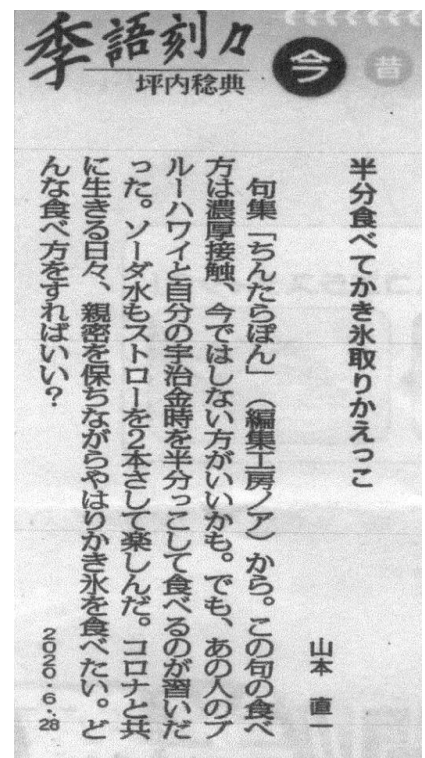 季語刻々
坪内稔典
今
昔
半分食べてかき氷取りかえっこ
山本 直一
句集「ちんたらぽん」(編集工房ノア)から。この句の食べ
方は濃厚接触、今ではしない方がいいかも。でも、あの人のブ
ルーハワイと自分の宇治金時を半分っこして食べるのが習いだ
った。ソーダ水もストローを2本さして楽しんだ。コロナと共
に生きる日々、親密を保ちながらやはりかき氷を食べたい。ど
んな食べ方をすればいい?
2020・6・28